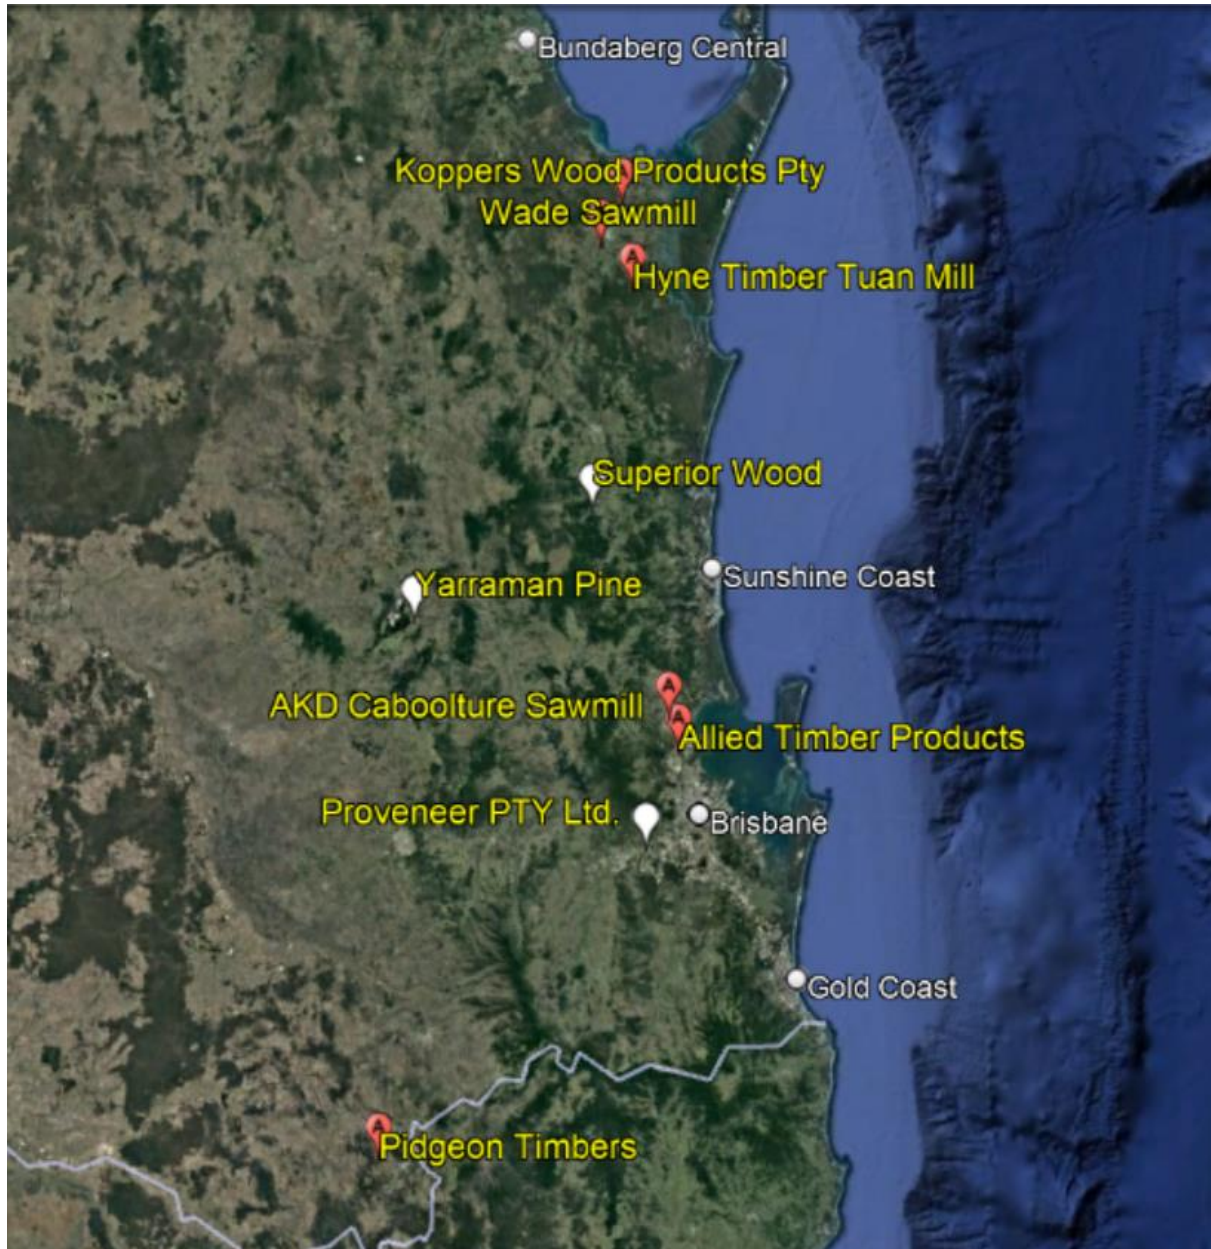 Bundaberg Central
Koppers Wood Products Pty
Wade Sawmill
A
Hyne Timber Tuan Mill
Superior Wood
Sunshine Coast
Yarraman Pine
A
AKD Caboolture Sawmill
A
Allied Timber Products
Proveneer PTY Ltd.
Brisbane
Gold Coast
A
Pidgeon Timbers